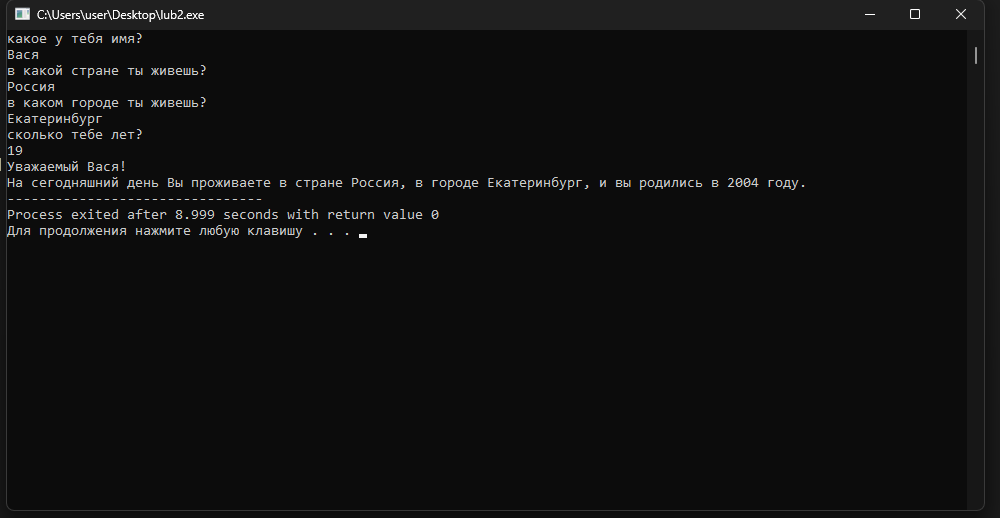 C:\Users\user\Desktop\lub2.exe
какое у тебя имя?
Вася
в какой стране ты живешь?
Россия
в каком городе ты живешь?
Екатеринбург
сколько тебе лет?
19
Уважаемый Вася!
На сегодняшний день Вы проживаете в стране Россия, в городе Екатеринбург, и вы родились в 2004 году.
--------------------------------
Process exited after 8.999 seconds with return value 0
Для продолжения нажмите любую клавишу . . .